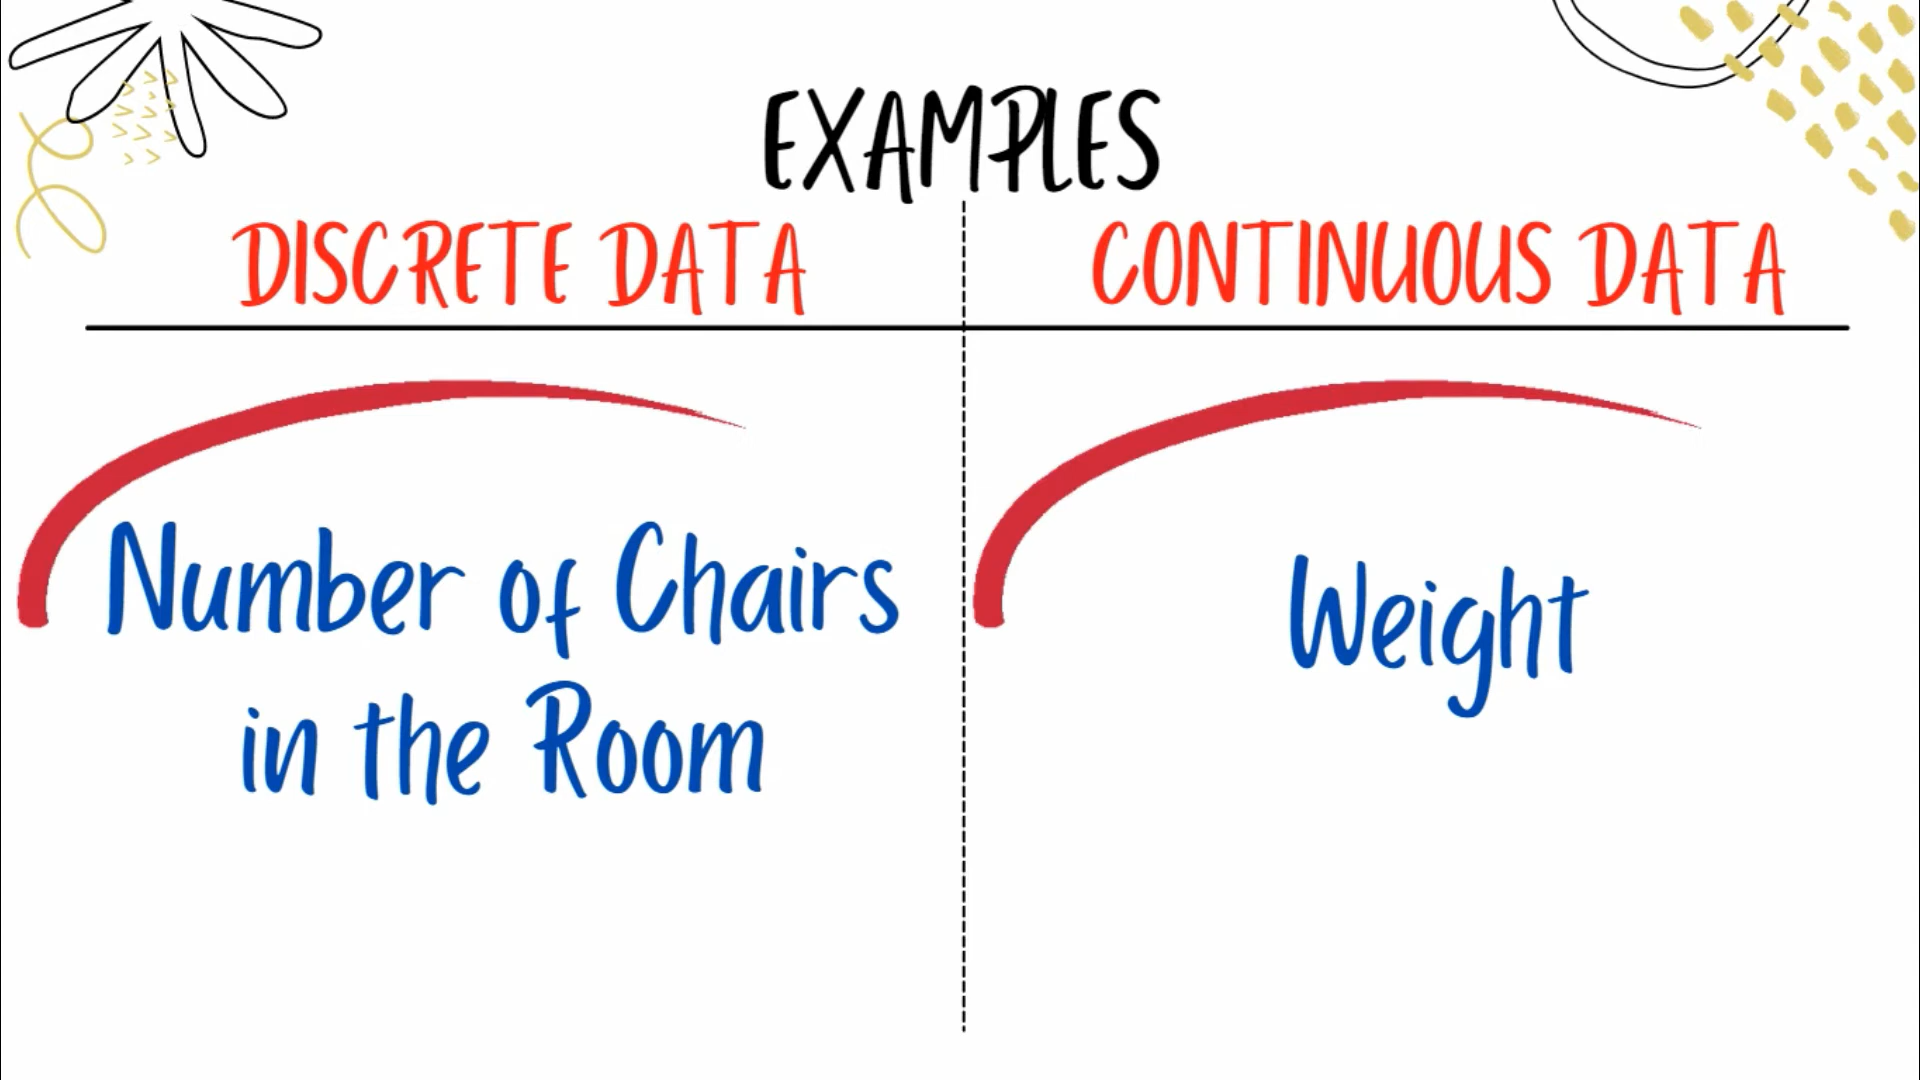 EXAMPLES
DISCRETE DATA
CONTINUOUS DATA
Number of Chairs
in the Room
Weight